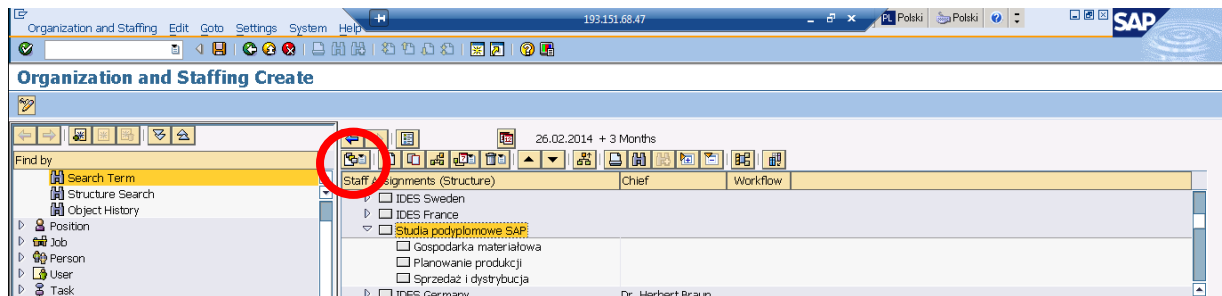 193.151.68.47
PL Polski Polski
Organization and Staffing Edit Goto Settings System Help
SAP
Organization and Staffing Create
26.02.2014 + 3 Months
Find by
Search Term
Structure Search
Object History
Position
Job
Person
User
Task
Staff Assignments (Structure) Chief Workflow
IDES Sweden
IDES France
Studia podyplomowe SAP
Gospodarka materiałowa
Planowanie produkcji
Sprzedaż i dystrybucja
IDES Germany Dr. Herbert Braun